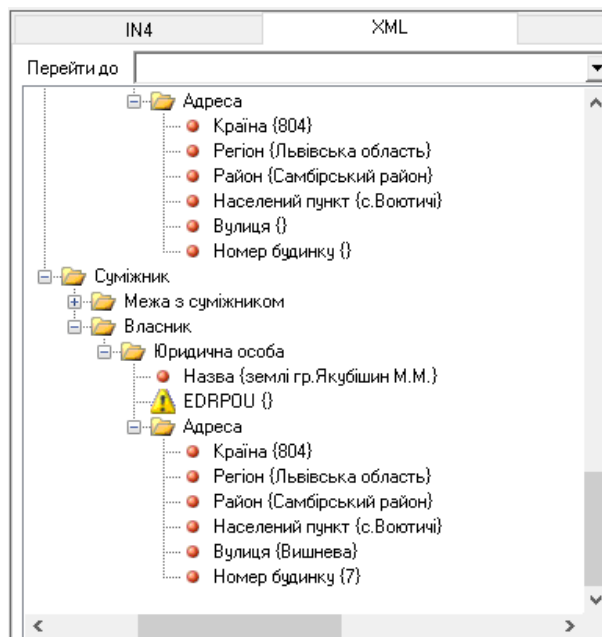 IN4
XML
Перейти до
Адреса
Країна {804}
Регіон {Львівська область}
Район {Самбірський район}
Населений пункт {с.Воютичі}
Вулиця {}
Номер будинку {}
Суміжник
Межа з суміжником
Власник
Юридична особа
Назва {землі гр.Якубішин М.М.}
EDRPOU {}
Адреса
Країна {804}
Регіон {Львівська область}
Район {Самбірський район}
Населений пункт {с.Воютичі}
Вулиця {Вишнева}
Номер будинку {7}